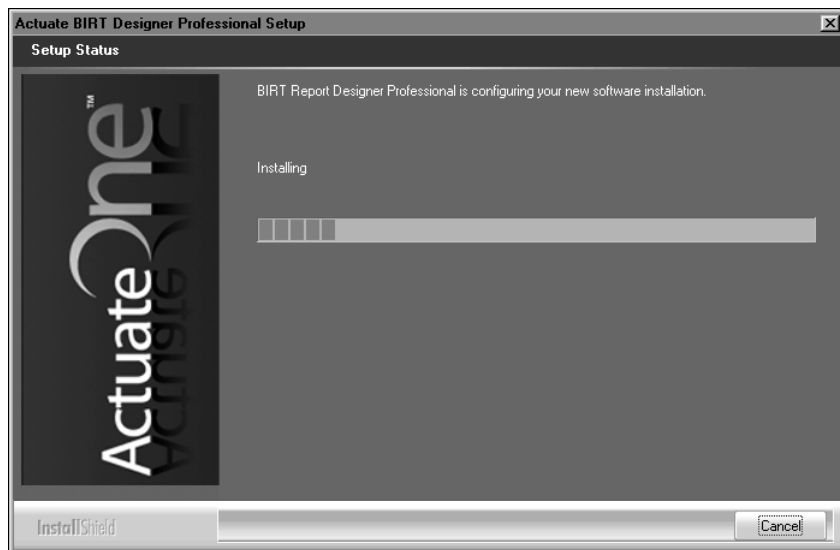 Actuate BIRT Designer Professional Setup
Setup Status
BIRT Report Designer Professional is configuring your new software installation.
Installing
ActuateOne™
InstallShield
Cancel